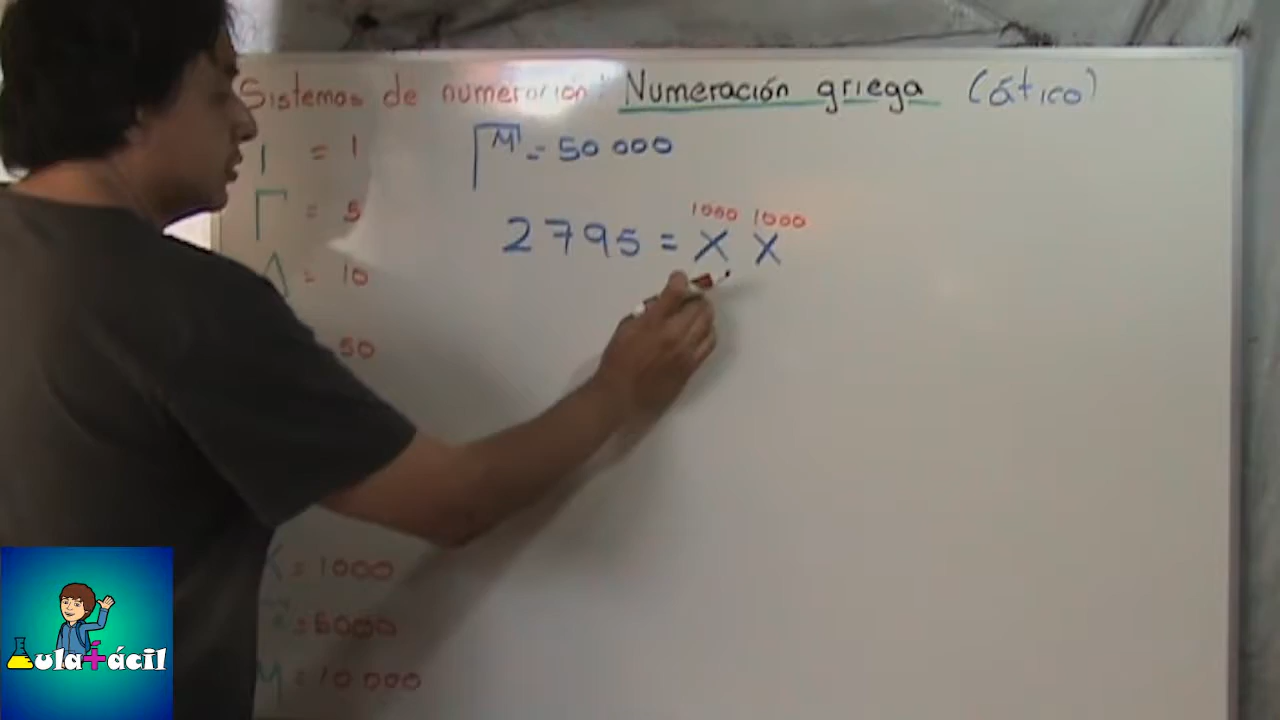 Sistemas de numeración Numeración griega (ático)
I = 1
Γ = 5
Δ = 10
50
X = 1000
= 5000
M = 10 000
M = 50 000
1000 1000
2795 = X X
Aula+ácil